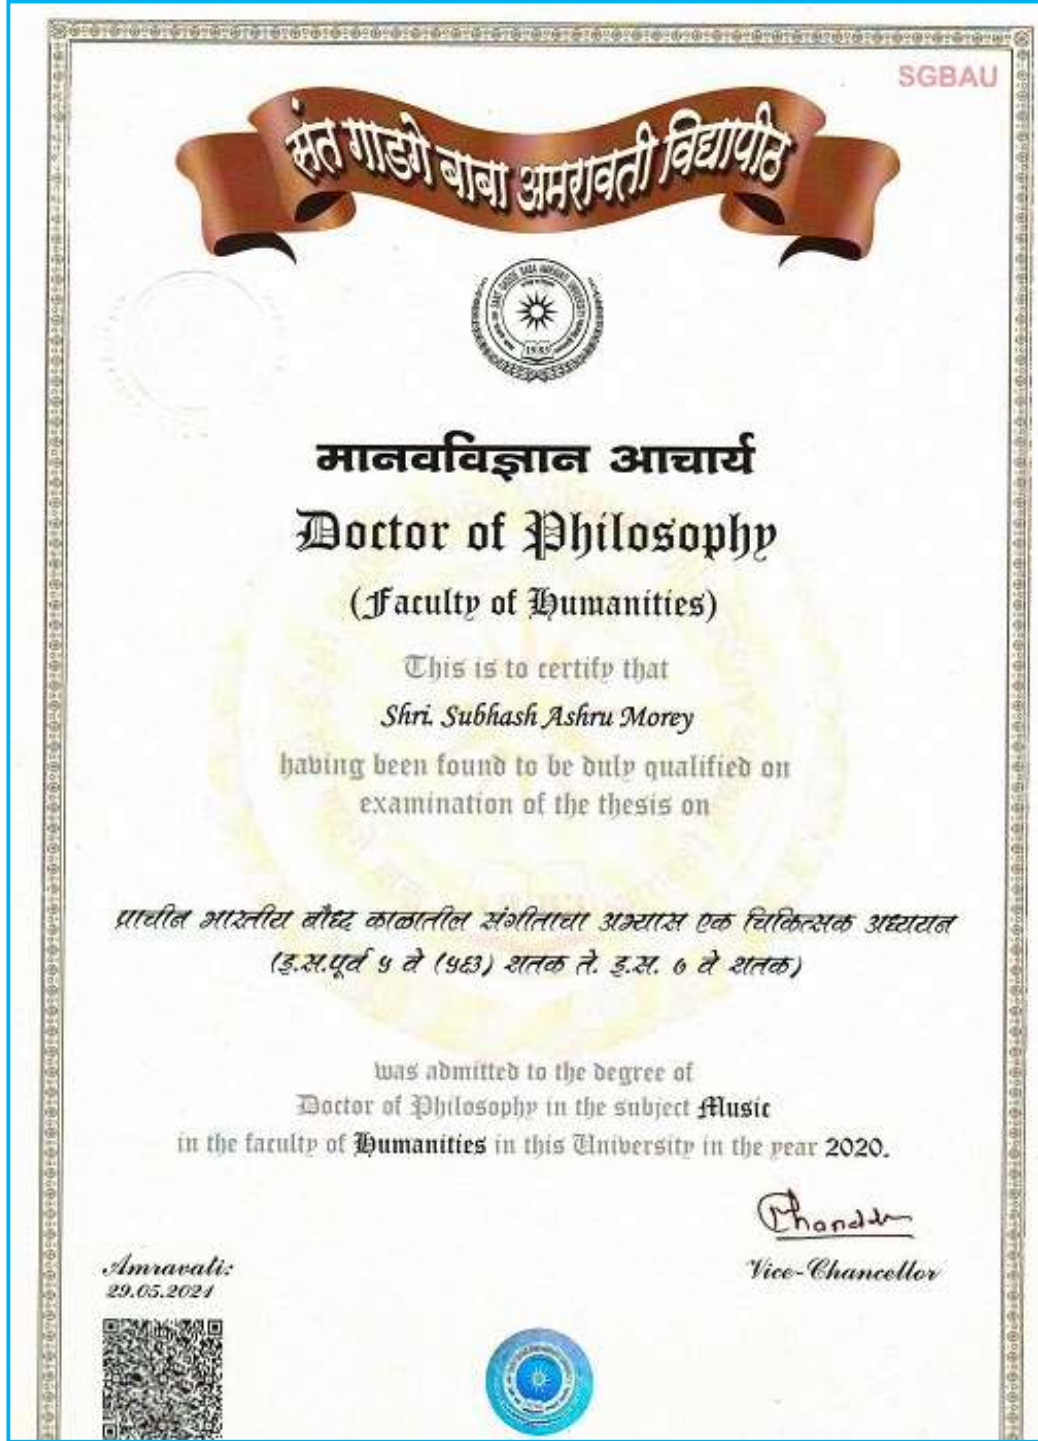 SGBAU
संत गाडगे बाबा अमरावती विद्यापीठ
1983
मानवविज्ञान आचार्य
Doctor of Philosophy
(Faculty of Humanities)
This is to certify that
Shri. Subhash Ashru Morey
having been found to be duly qualified on
examination of the thesis on
प्राचीन भारतीय बौध्द काळातील संगीताचा अभ्यास एक चिकित्सक अध्ययन
(इ.स.पूर्व ५ वे (५६३) शतक ते. इ.स. ७ वे शतक)
was admitted to the degree of
Doctor of Philosophy in the subject Music
in the faculty of Humanities in this University in the year 2020.
Amravati:
29.05.2021
Vice-Chancellor